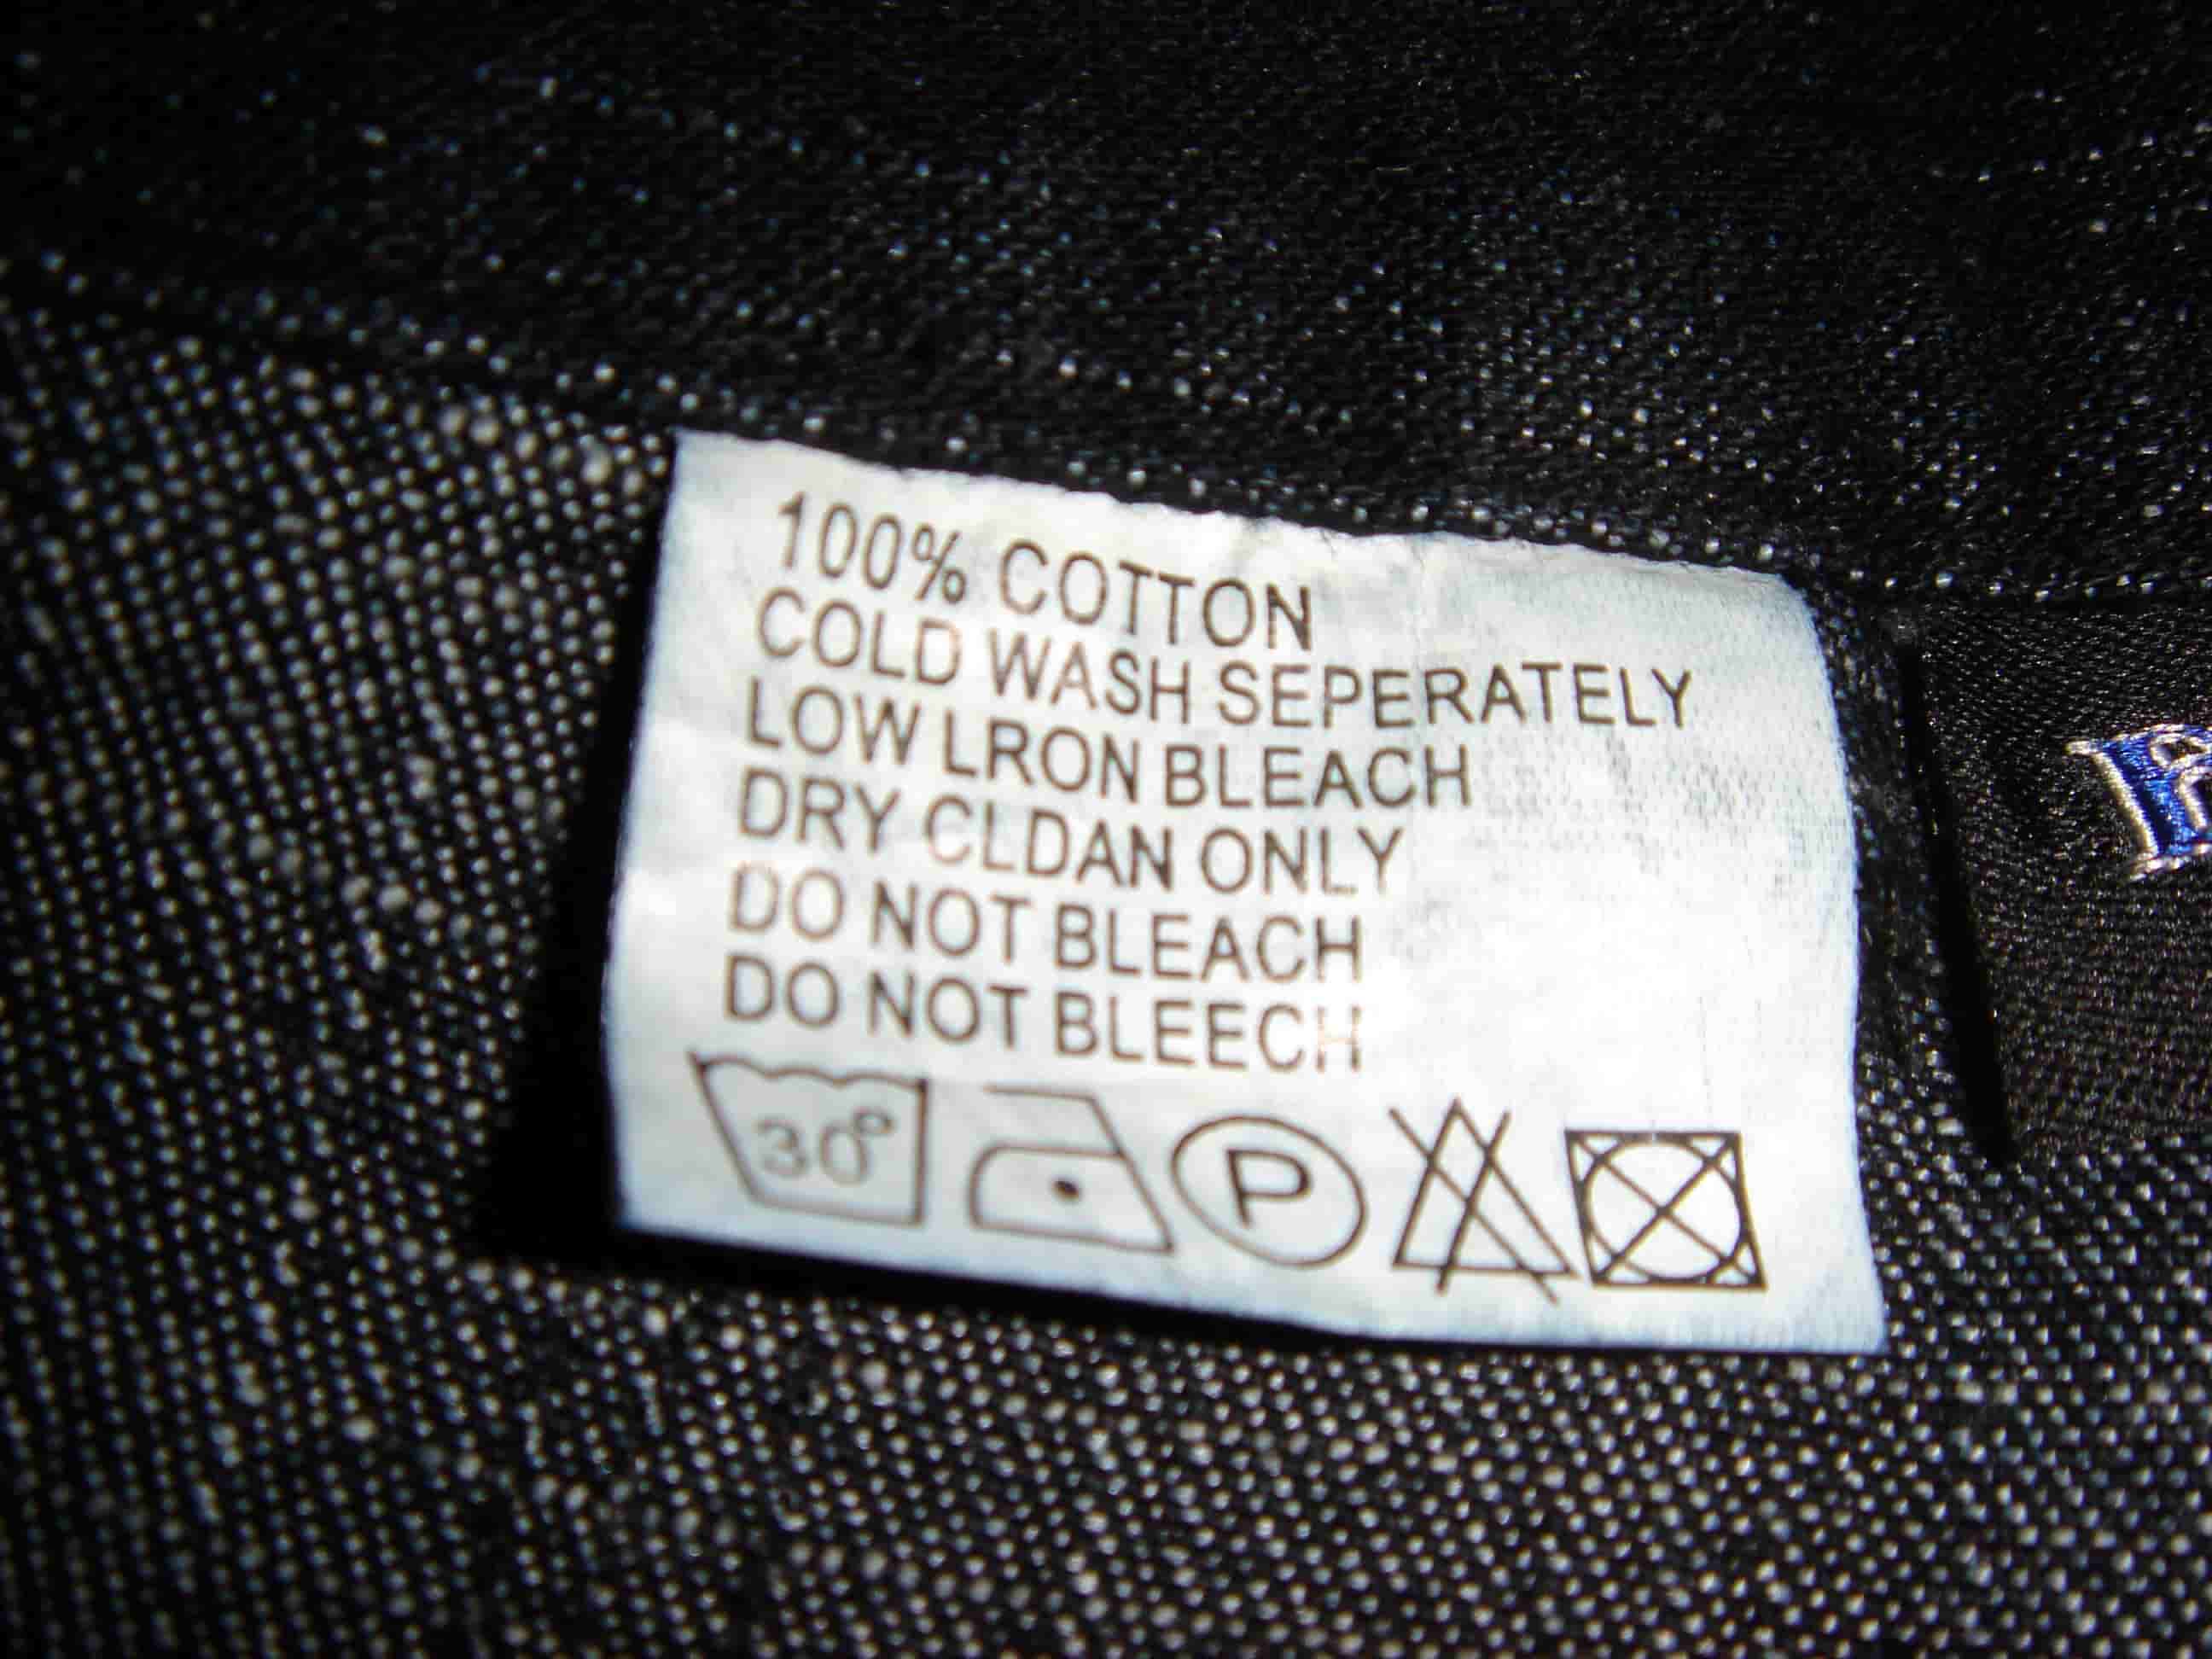 100% COTTON
COLD WASH SEPERATELY
LOW LRON BLEACH
DRY CLDAN ONLY
DO NOT BLEACH
DO NOT BLEECH
30° P